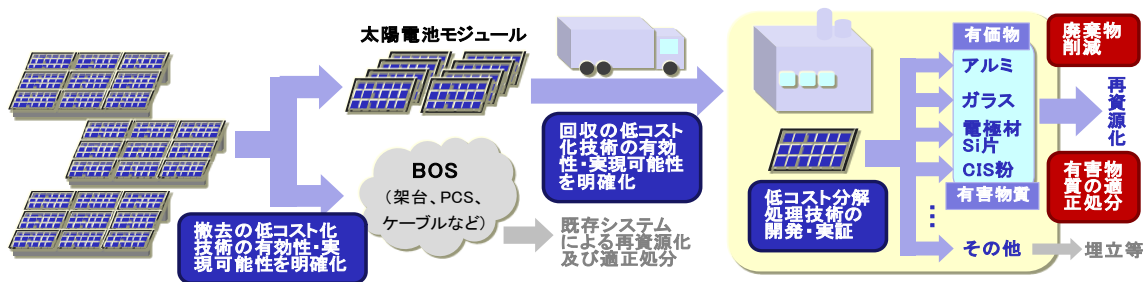 太陽電池モジュール
撤去の低コスト化
技術の有効性・実
現可能性を明確化
BOS
(架台、PCS、
ケーブルなど)
既存システム
による再資源化
及び適正処分
回収の低コスト
化技術の有効
性・実現可能性
を明確化
低コスト分解
処理技術の
開発・実証
有価物
アルミ
ガラス
電極材
Si片
CIS粉
有害物質
⋮
その他
埋立等
廃棄物
削減
再資源化
有害物
質の適
正処分